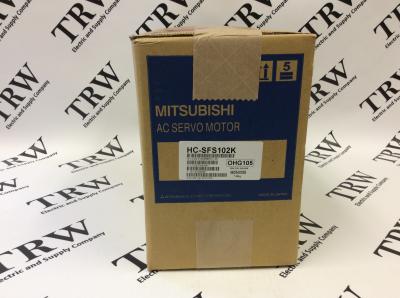 5
MITSUBISHI
AC SERVO MOTOR
HC-SFS102K
OHG105
TRW
Electric and Supply Company